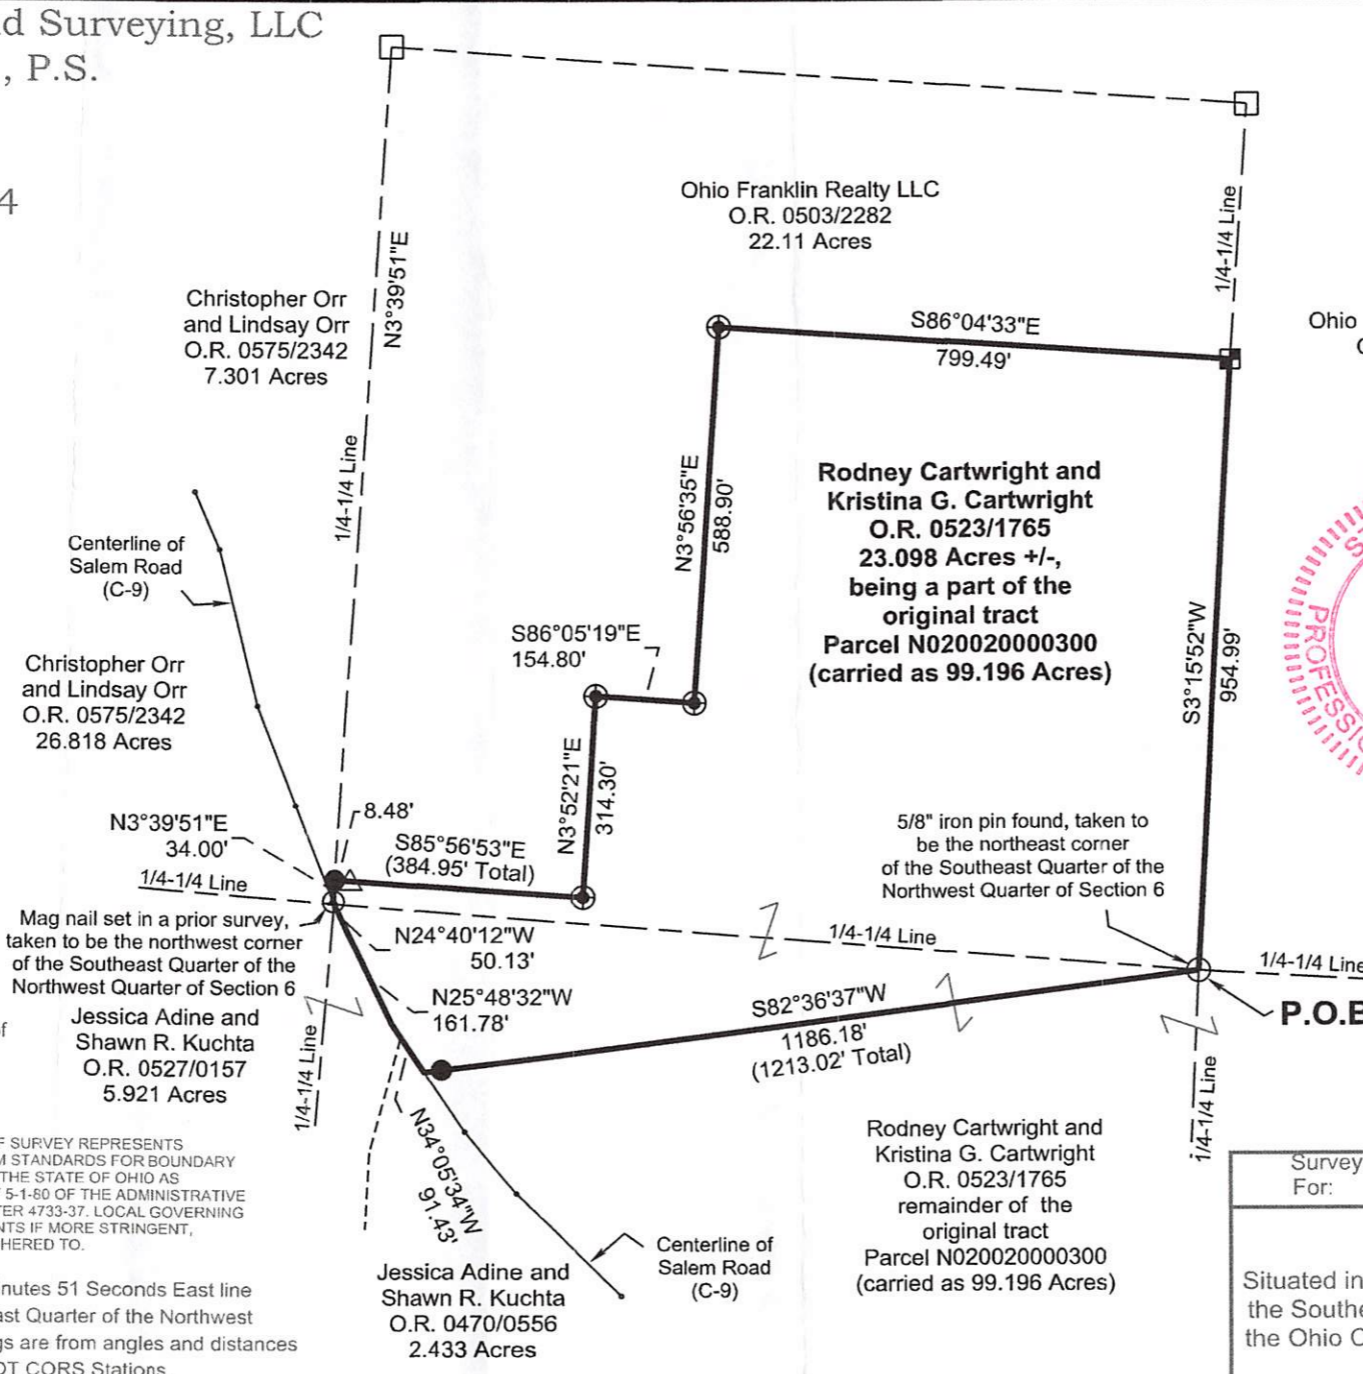 d Surveying, LLC
, P.S.
4
Ohio Franklin Realty LLC
O.R. 0503/2282
22.11 Acres
1/4-1/4 Line
N3°39'51"E
Christopher Orr
and Lindsay Orr
O.R. 0575/2342
7.301 Acres
1/4-1/4 Line
S86°04'33"E
799.49'
Ohio
Rodney Cartwright and
Kristina G. Cartwright
O.R. 0523/1765
23.098 Acres +/-,
being a part of the
original tract
Parcel N020020000300
(carried as 99.196 Acres)
N3°56'35"E
588.90'
S3°15'52"W
954.99'
PROFESSIO
Centerline of
Salem Road
(C-9)
S86°05'19"E
154.80'
Christopher Orr
and Lindsay Orr
O.R. 0575/2342
26.818 Acres
N3°52'21"E
314.30'
N3°39'51"E
34.00'
8.48'
S85°56'53"E
(384.95' Total)
5/8" iron pin found, taken to
be the northeast corner
of the Southeast Quarter of the
Northwest Quarter of Section 6
1/4-1/4 Line
Mag nail set in a prior survey,
taken to be the northwest corner
of the Southeast Quarter of the
Northwest Quarter of Section 6
N24°40'12"W
50.13'
1/4-1/4 Line
1/4-1/4 Line
N25°48'32"W
161.78'
S82°36'37"W
1186.18'
(1213.02' Total)
P.O.B
Jessica Adine and
Shawn R. Kuchta
O.R. 0527/0157
5.921 Acres
1/4-1/4 Line
1/4-1/4 Line
N34°05'34"W
91.43'
F SURVEY REPRESENTS
M STANDARDS FOR BOUNDARY
THE STATE OF OHIO AS
5-1-80 OF THE ADMINISTRATIVE
TER 4733-37. LOCAL GOVERNING
NTS IF MORE STRINGENT,
HERED TO.
Rodney Cartwright and
Kristina G. Cartwright
O.R. 0523/1765
remainder of the
original tract
Parcel N020020000300
(carried as 99.196 Acres)
Survey
For:
Centerline of
Salem Road
(C-9)
Jessica Adine and
Shawn R. Kuchta
O.R. 0470/0556
2.433 Acres
nutes 51 Seconds East line
ast Quarter of the Northwest
gs are from angles and distances
OT CORS Stations
Situated in
the Southe
the Ohio C